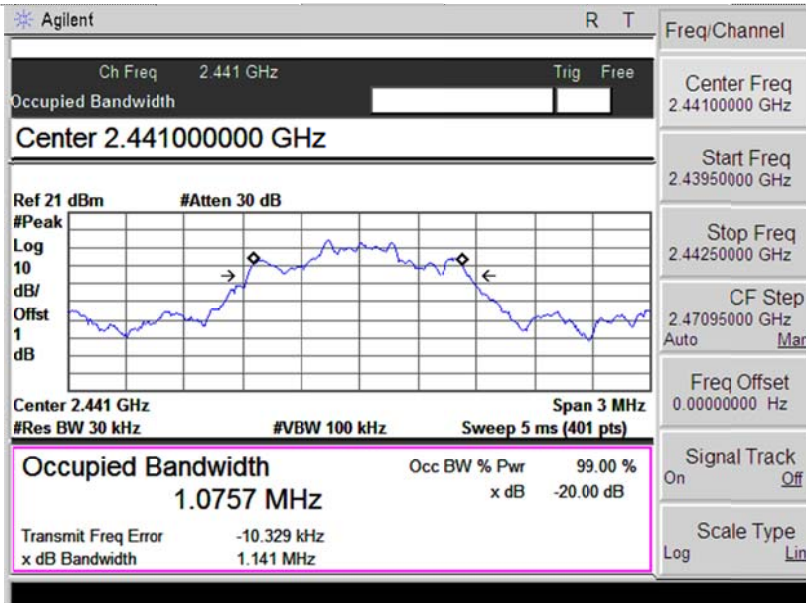 Agilent R T
Ch Freq 2.441 GHz Trig Free
Occupied Bandwidth
Center 2.441000000 GHz
Ref 21 dBm #Atten 30 dB
#Peak
Log
10
dB/
Offst
1
dB
Center 2.441 GHz Span 3 MHz
#Res BW 30 kHz #VBW 100 kHz Sweep 5 ms (401 pts)
Occupied Bandwidth
1.0757 MHz
Occ BW % Pwr 99.00 %
x dB -20.00 dB
Transmit Freq Error -10.329 kHz
x dB Bandwidth 1.141 MHz
Freq/Channel
Center Freq
2.44100000 GHz
Start Freq
2.43950000 GHz
Stop Freq
2.44250000 GHz
CF Step
2.47095000 GHz
Auto Man
Freq Offset
0.00000000 Hz
Signal Track
On Off
Scale Type
Log Lin